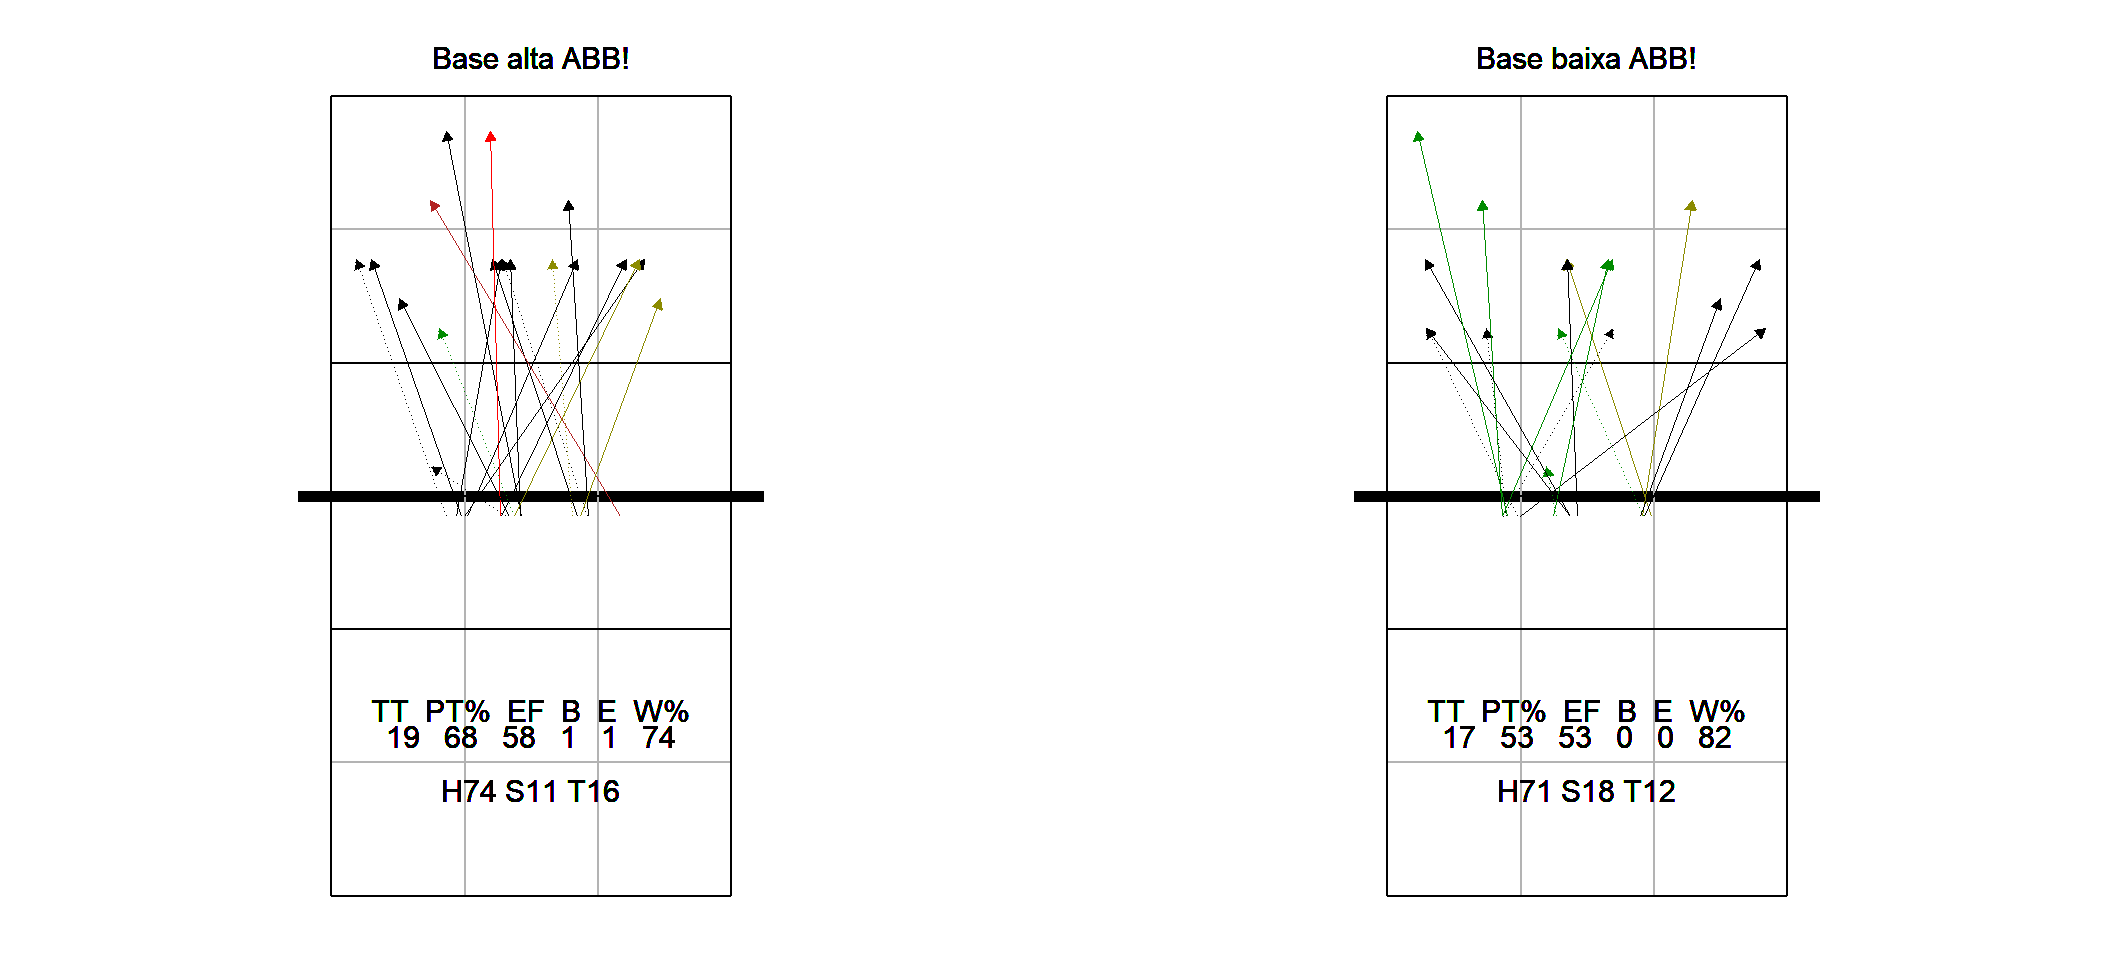 Base alta ABB!
TT PT% EF B E W%
19 68 58 1 1 74
H74 S11 T16
Base baixa ABB!
TT PT% EF B E W%
17 53 53 0 0 82
H71 S18 T12